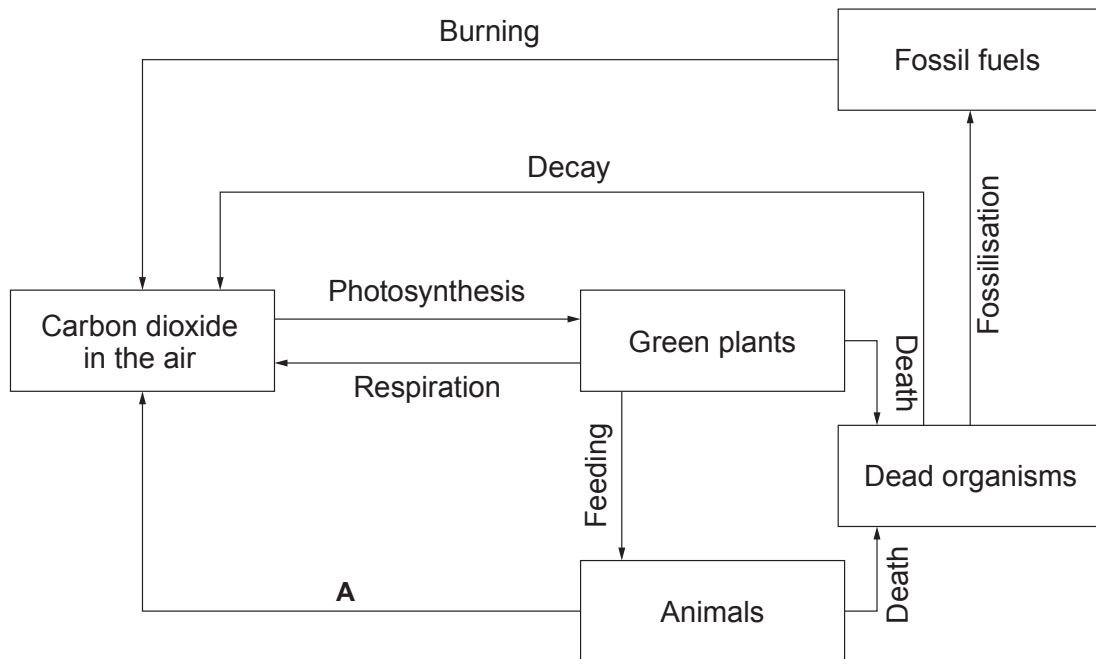 Burning
Fossil fuels
Decay
Fossilisation
Photosynthesis
Carbon dioxide
in the air
Green plants
Respiration
Death
Feeding
Dead organisms
A
Animals
Death